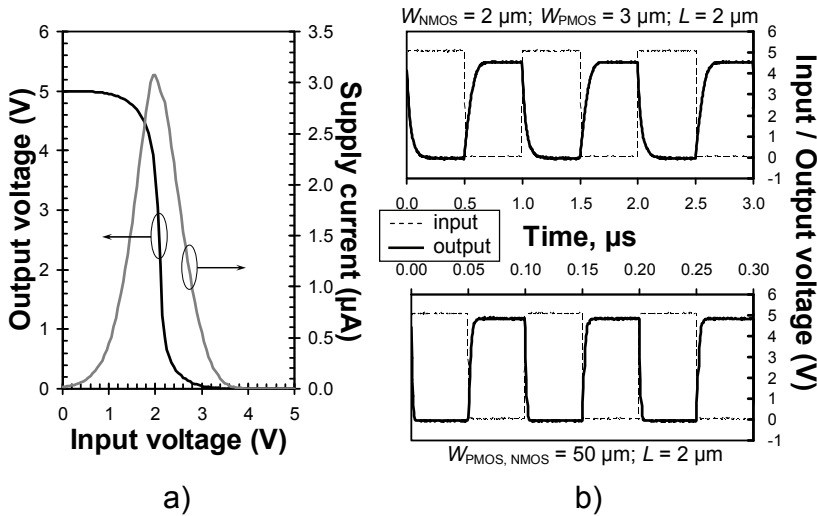 6
5
4
3
2
1
0
Output voltage (V)
3.5
3.0
2.5
2.0
1.5
1.0
0.5
0.0
Supply current (µA)
0 1 2 3 4 5
Input voltage (V)
a)
W_NMOS = 2 µm; W_PMOS = 3 µm; L = 2 µm
6
5
4
3
2
1
0
-1
0.0 0.5 1.0 1.5 2.0 2.5 3.0
input
output
Time, µs
0.00 0.05 0.10 0.15 0.20 0.25 0.30
6
5
4
3
2
1
0
-1
Input / Output voltage (V)
W_PMOS, NMOS = 50 µm; L = 2 µm
b)